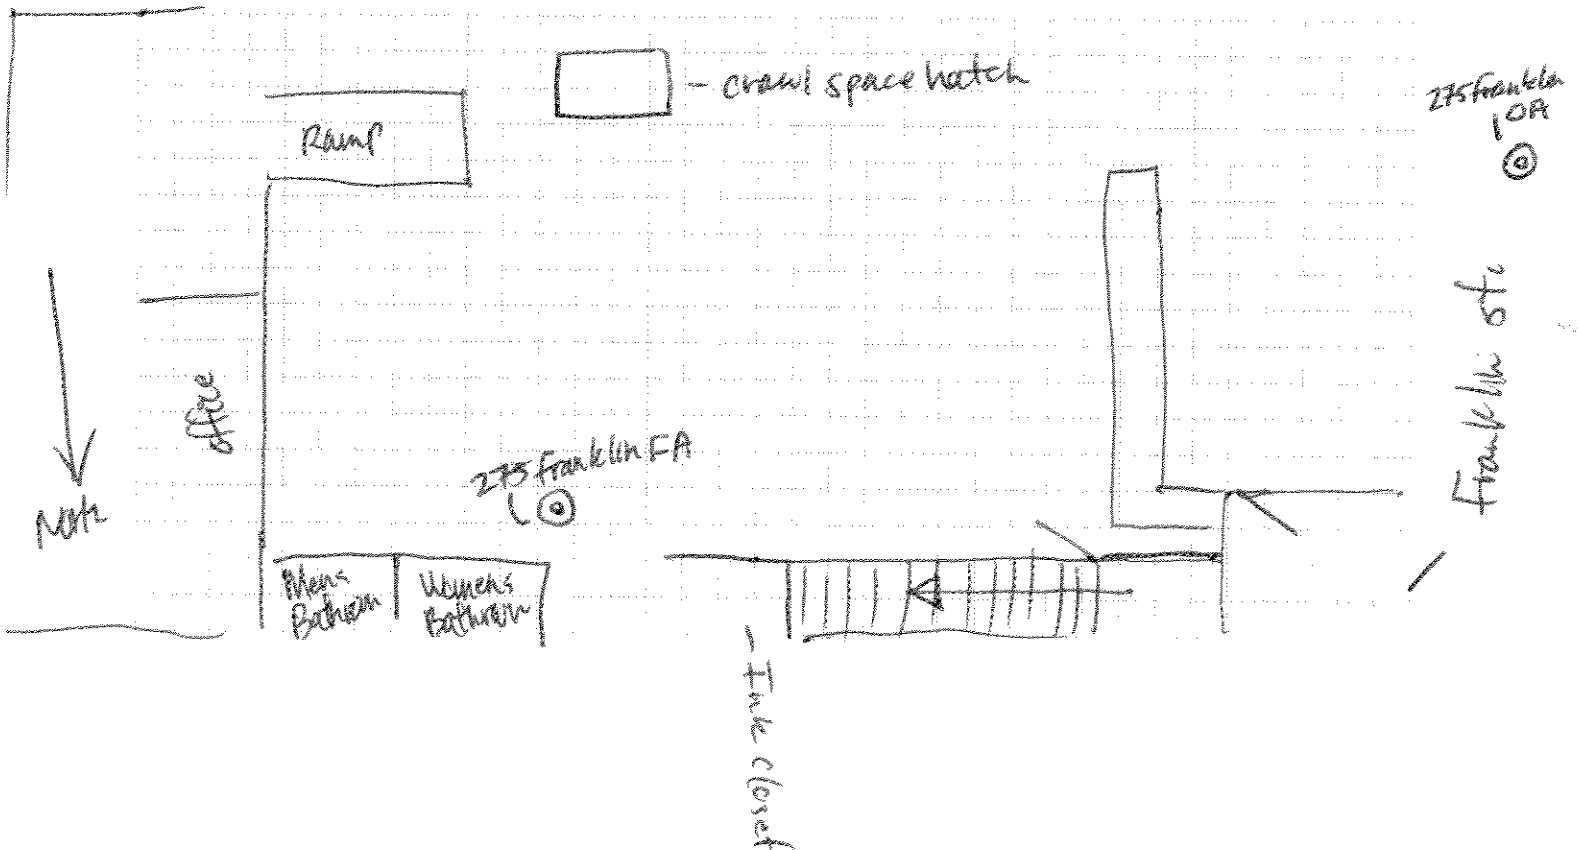 - crawl space hatch
275 franklin
OA
Ramp
Franklin St.
office
275 franklin FA
North
Mens
Bathroom
Womens
Bathroom
- Ink closet